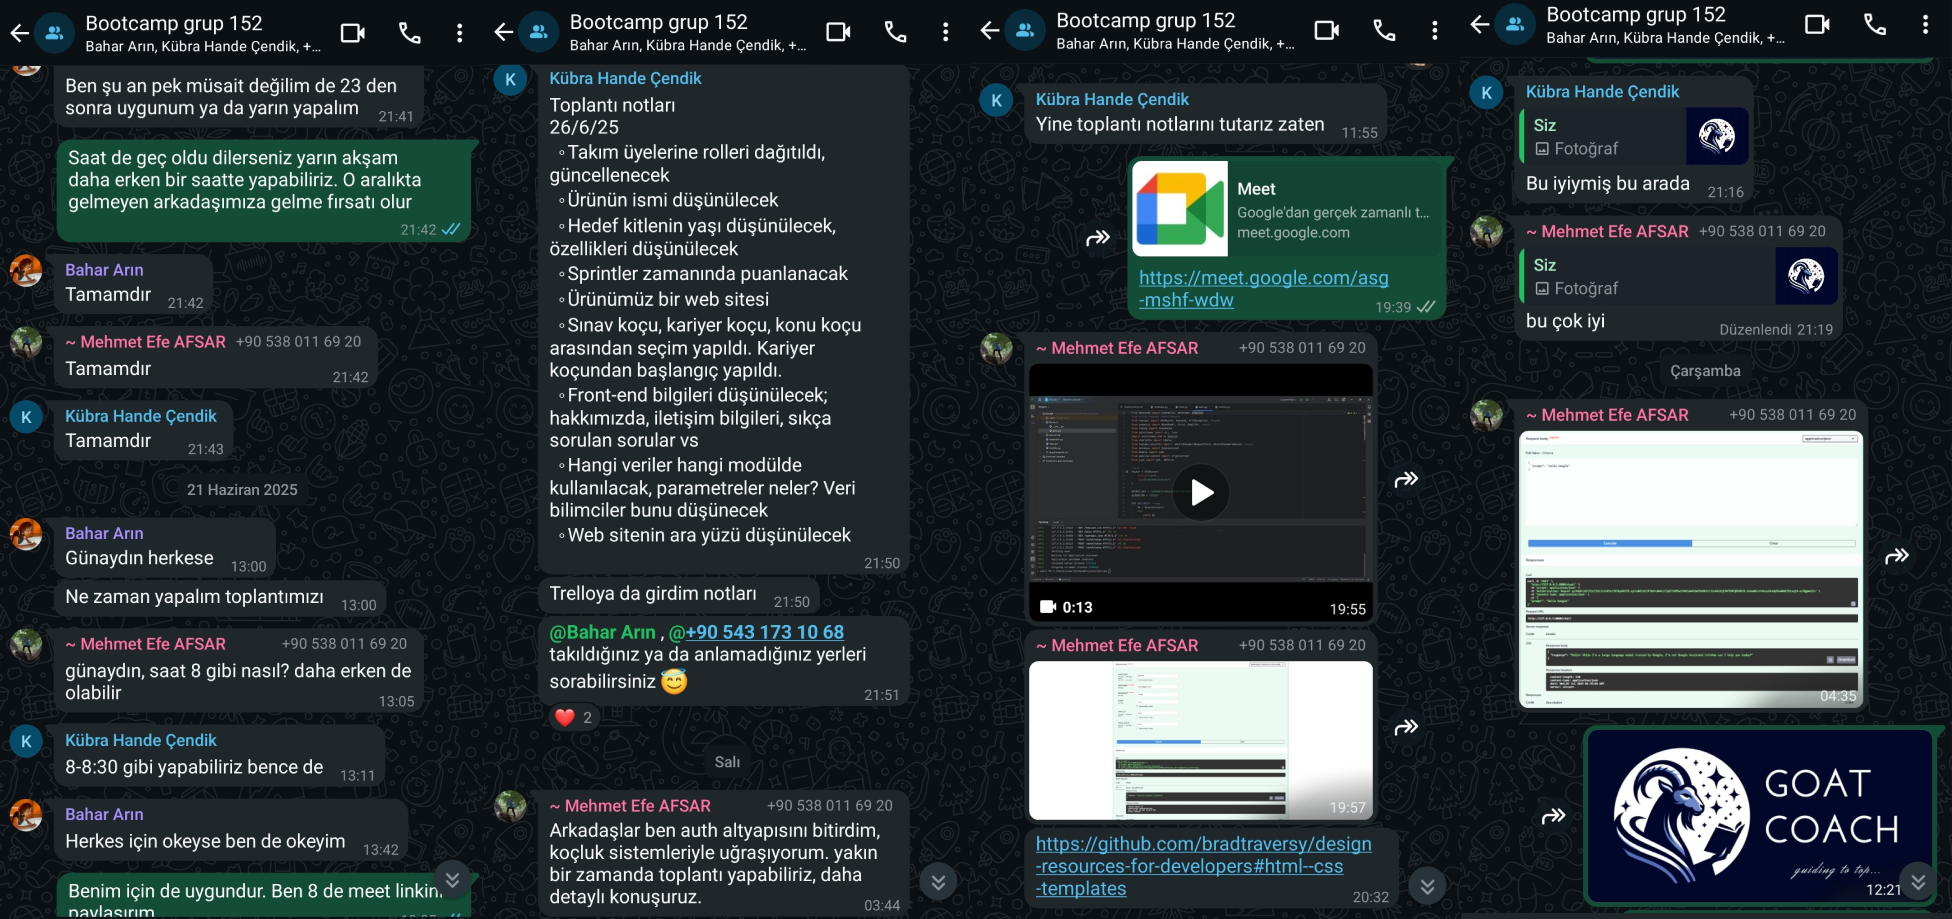 Bootcamp grup 152
Bahar Arın, Kübra Hande Çendik, +...
Ben şu an pek müsait değilim de 23 den
sonra uygunum ya da yarın yapalım
21:41
Saat de geç oldu dilerseniz yarın akşam
daha erken bir saatte yapabiliriz. O aralıkta
gelmeyen arkadaşımıza gelme fırsatı olur
21:42
Bahar Arın
Tamamdır 21:42
~ Mehmet Efe AFSAR +90 538 011 69 20
Tamamdır
21:42
K
Kübra Hande Çendik
Tamamdır
21:43
21 Haziran 2025
Bahar Arın
Günaydın herkese 13:00
Ne zaman yapalım toplantımızı 13:00
~ Mehmet Efe AFSAR +90 538 011 69 20
günaydın, saat 8 gibi nasıl? daha erken de
olabilir
13:05
K
Kübra Hande Çendik
8-8:30 gibi yapabiliriz bence de 13:11
Bahar Arın
Herkes için okeyse ben de okeyim 13:42
Benim için de uygundur. Ben 8 de meet linkini
paylaşırım
Bootcamp grup 152
Bahar Arın, Kübra Hande Çendik, +...
K
Kübra Hande Çendik
Toplantı notları
26/6/25
◦Takım üyelerine rolleri dağıtıldı,
güncellenecek
◦Ürünün ismi düşünülecek
◦Hedef kitlenin yaşı düşünülecek,
özellikleri düşünülecek
◦Sprintler zamanında puanlanacak
◦Ürünümüz bir web sitesi
◦Sınav koçu, kariyer koçu, konu koçu
arasından seçim yapıldı. Kariyer
koçundan başlangıç yapıldı.
◦Front-end bilgileri düşünülecek;
hakkımızda, iletişim bilgileri, sıkça
sorulan sorular vs
◦Hangi veriler hangi modülde
kullanılacak, parametreler neler? Veri
bilimciler bunu düşünecek
◦Web sitenin ara yüzü düşünülecek
21:50
Trelloya da girdim notları 21:50
@Bahar Arın , @+90 543 173 10 68
takıldığınız ya da anlamadığınız yerleri
sorabilirsiniz 😇
21:51
❤️ 2
Salı
~ Mehmet Efe AFSAR +90 538 011 69 20
Arkadaşlar ben auth altyapısını bitirdim,
koçluk sistemleriyle uğraşıyorum. yakın
bir zamanda toplantı yapabiliriz, daha
detaylı konuşuruz.
03:44
Bootcamp grup 152
Bahar Arın, Kübra Hande Çendik, +...
K
Kübra Hande Çendik
Yine toplantı notlarını tutarız zaten 11:55
Meet
Google'dan gerçek zamanlı t...
meet.google.com
https://meet.google.com/asg
-mshf-wdw
19:39
~ Mehmet Efe AFSAR +90 538 011 69 20
0:13
19:55
~ Mehmet Efe AFSAR +90 538 011 69 20
19:57
https://github.com/bradtraversy/design
-resources-for-developers#html--css
-templates
20:32
Bootcamp grup 152
Bahar Arın, Kübra Hande Çendik, +...
K
Kübra Hande Çendik
Siz
Fotoğraf
Bu iyiymiş bu arada 21:16
~ Mehmet Efe AFSAR +90 538 011 69 20
Siz
Fotoğraf
bu çok iyi
Düzenlendi 21:19
Çarşamba
~ Mehmet Efe AFSAR +90 538 011 69 20
04:35
GOAT
COACH
guiding to top...
12:21